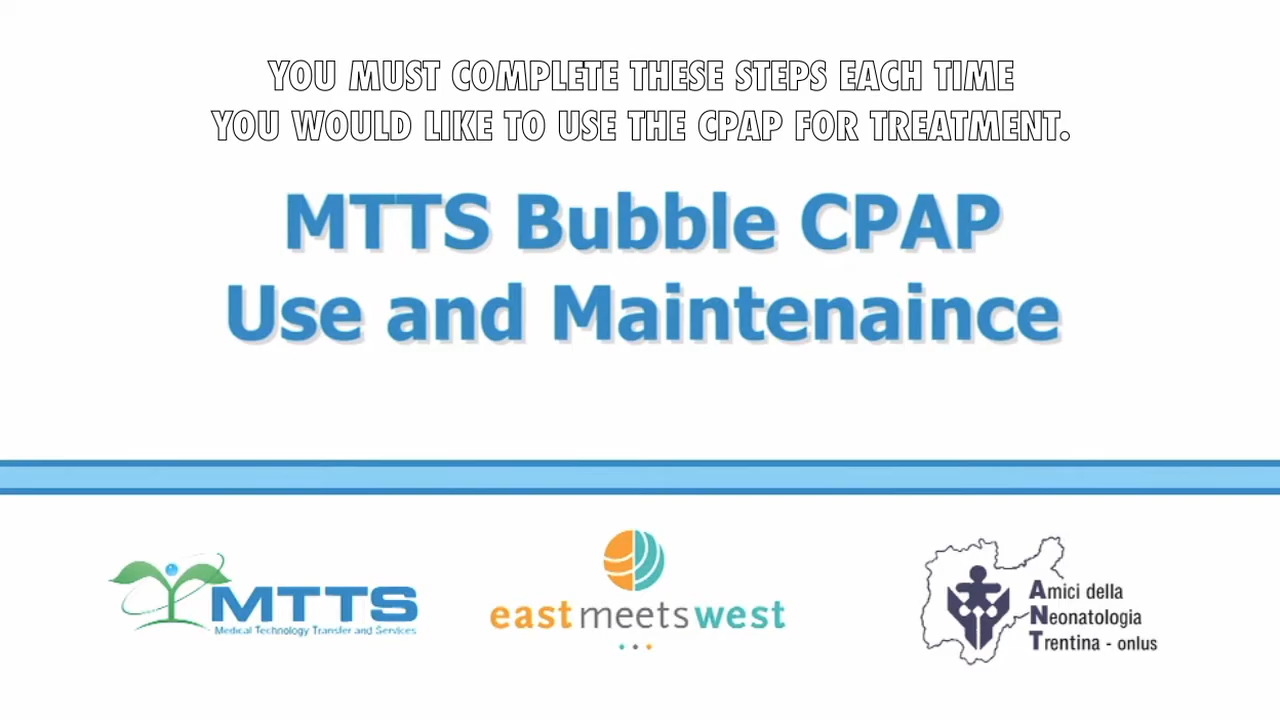 YOU MUST COMPLETE THESE STEPS EACH TIME
YOU WOULD LIKE TO USE THE CPAP FOR TREATMENT.
MTTS Bubble CPAP
Use and Maintenaince
MTTS
Medical Technology Transfer and Services
eastmeetswest
Amici della
Neonatologia
Trentina - onlus